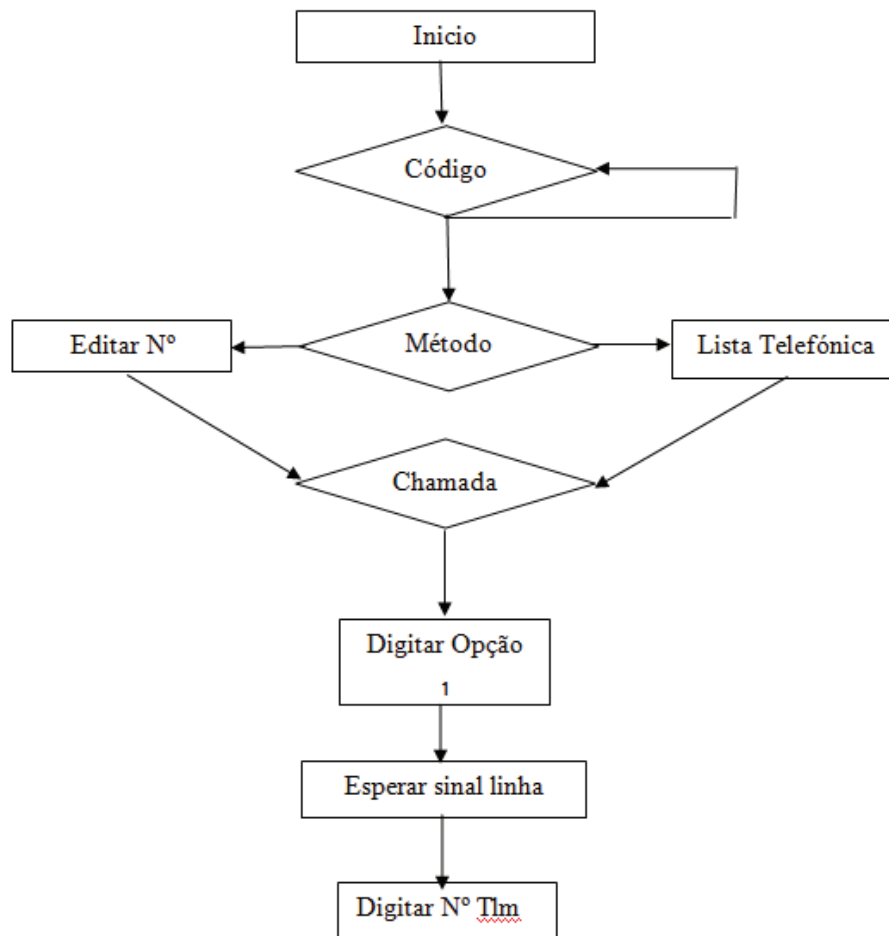 Inicio
Código
Editar Nº
Método
Lista Telefónica
Chamada
Digitar Opção
1
Esperar sinal linha
Digitar Nº Tlm